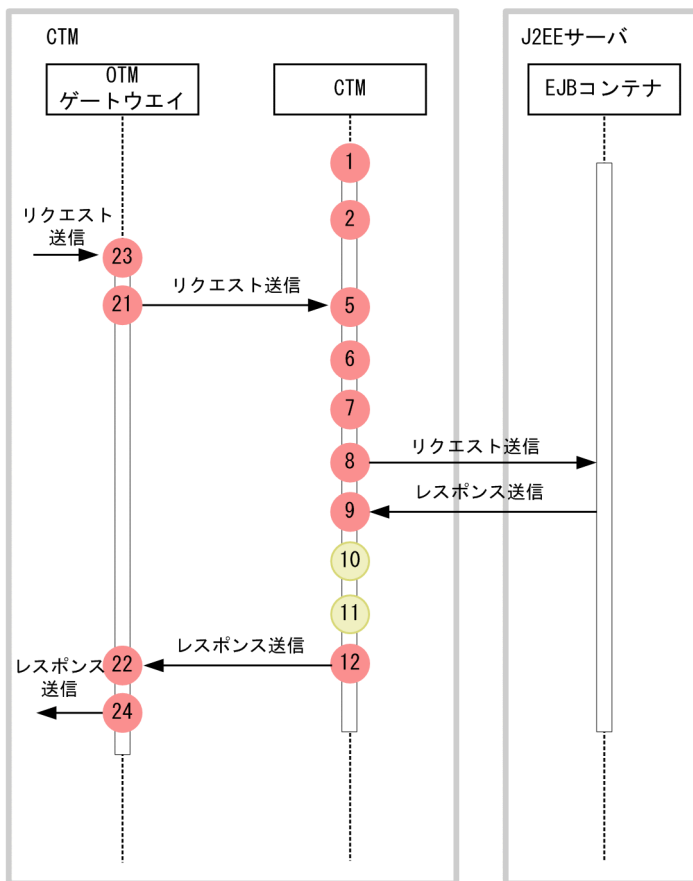 CTM
J2EEサーバ
OTM
ゲートウエイ
CTM
EJBコンテナ
1
2
リクエスト
送信
23
21
リクエスト送信
5
6
7
8
リクエスト送信
レスポンス送信
9
10
11
レスポンス送信
12
22
レスポンス
送信
24